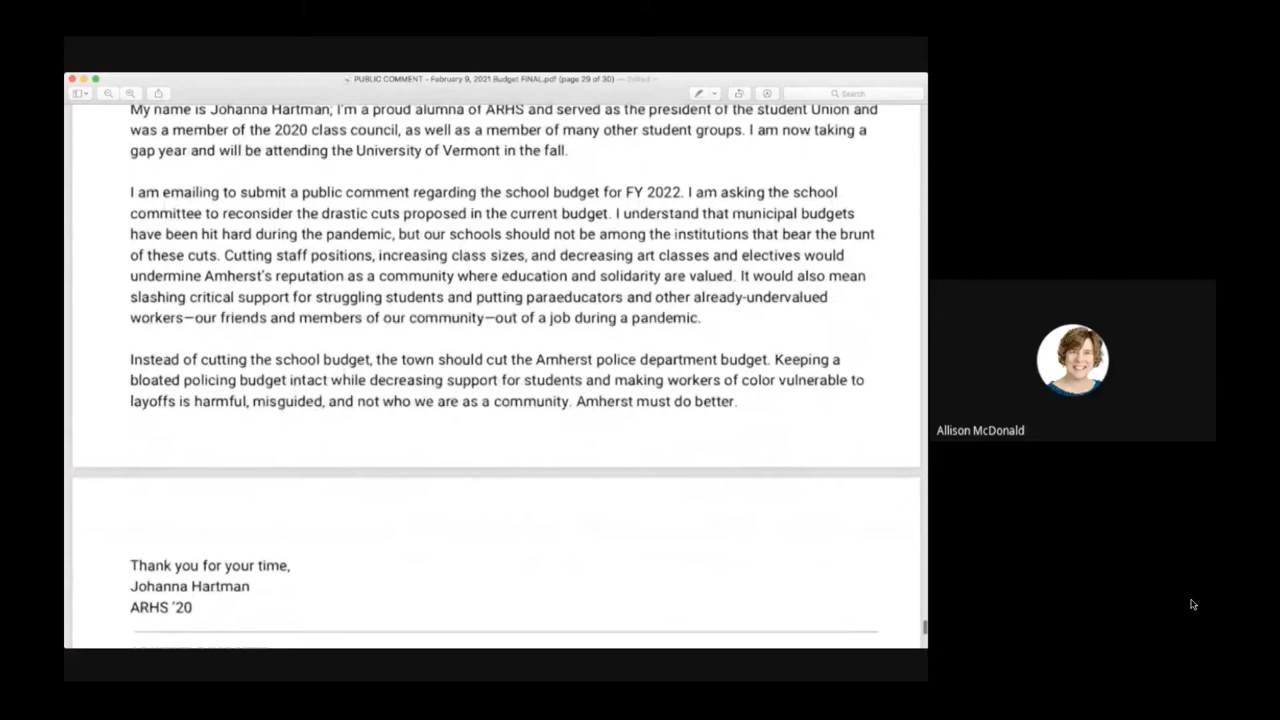 PUBLIC COMMENT - February 9, 2021 Budget FINAL.pdf (page 29 of 30) — Edited
Search
My name is Johanna Hartman; I'm a proud alumna of ARHS and served as the president of the student Union and
was a member of the 2020 class council, as well as a member of many other student groups. I am now taking a
gap year and will be attending the University of Vermont in the fall.
I am emailing to submit a public comment regarding the school budget for FY 2022. I am asking the school
committee to reconsider the drastic cuts proposed in the current budget. I understand that municipal budgets
have been hit hard during the pandemic, but our schools should not be among the institutions that bear the brunt
of these cuts. Cutting staff positions, increasing class sizes, and decreasing art classes and electives would
undermine Amherst's reputation as a community where education and solidarity are valued. It would also mean
slashing critical support for struggling students and putting paraeducators and other already-undervalued
workers—our friends and members of our community—out of a job during a pandemic.
Instead of cutting the school budget, the town should cut the Amherst police department budget. Keeping a
bloated policing budget intact while decreasing support for students and making workers of color vulnerable to
layoffs is harmful, misguided, and not who we are as a community. Amherst must do better.
Thank you for your time,
Johanna Hartman
ARHS '20
Allison McDonald